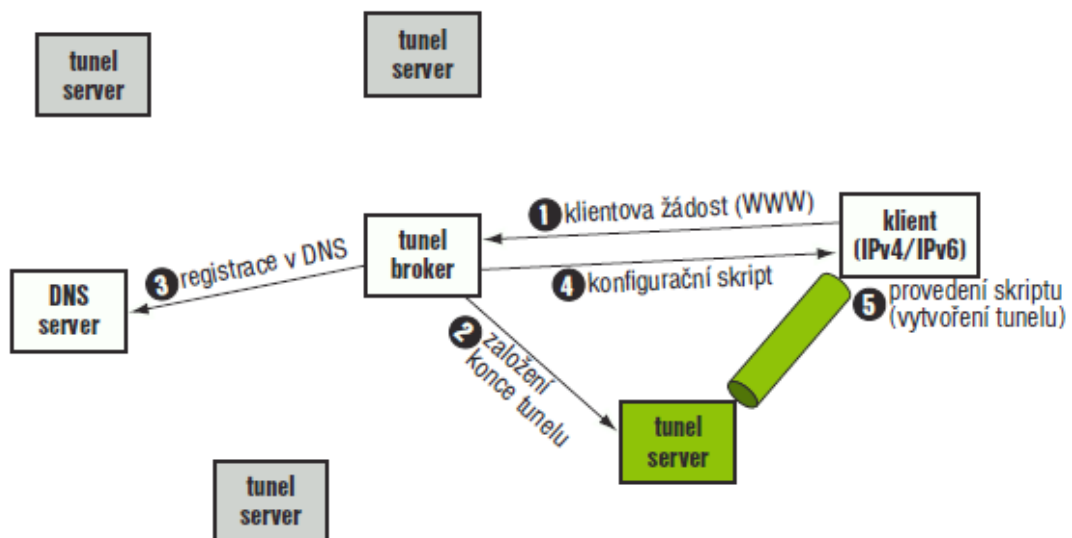 tunel
server
tunel
server
1 klientova žádost (WWW)
klient
(IPv4/IPv6)
tunel
broker
3 registrace v DNS
4 konfigurační skript
DNS
server
5 provedení skriptu
(vytvoření tunelu)
2 založení
konce tunelu
tunel
server
tunel
server